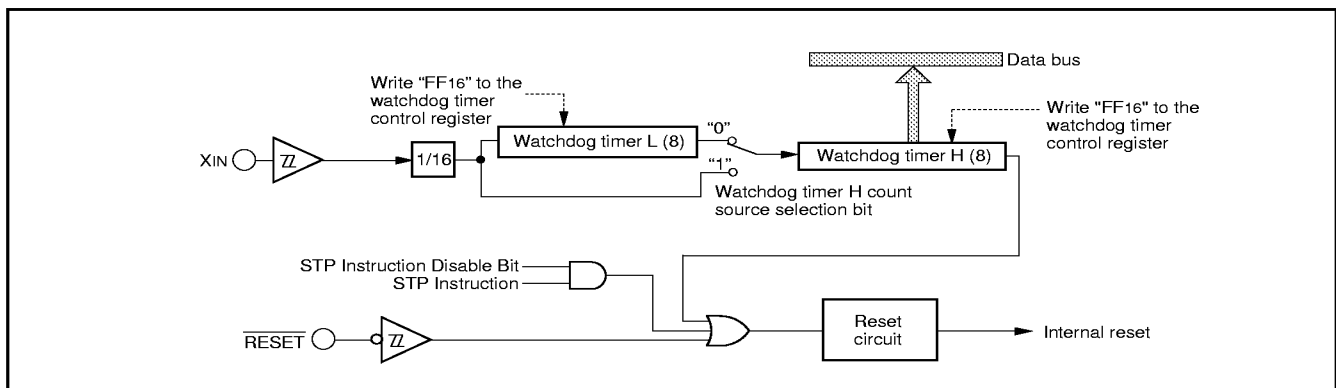 Data bus
Write "FF16" to the
watchdog timer
control register
Write "FF16" to the
watchdog timer
control register
"0"
Watchdog timer L (8)
Watchdog timer H (8)
XIN
1/16
"1"
Watchdog timer H count
source selection bit
STP Instruction Disable Bit
STP Instruction
RESET
Reset
circuit
Internal reset